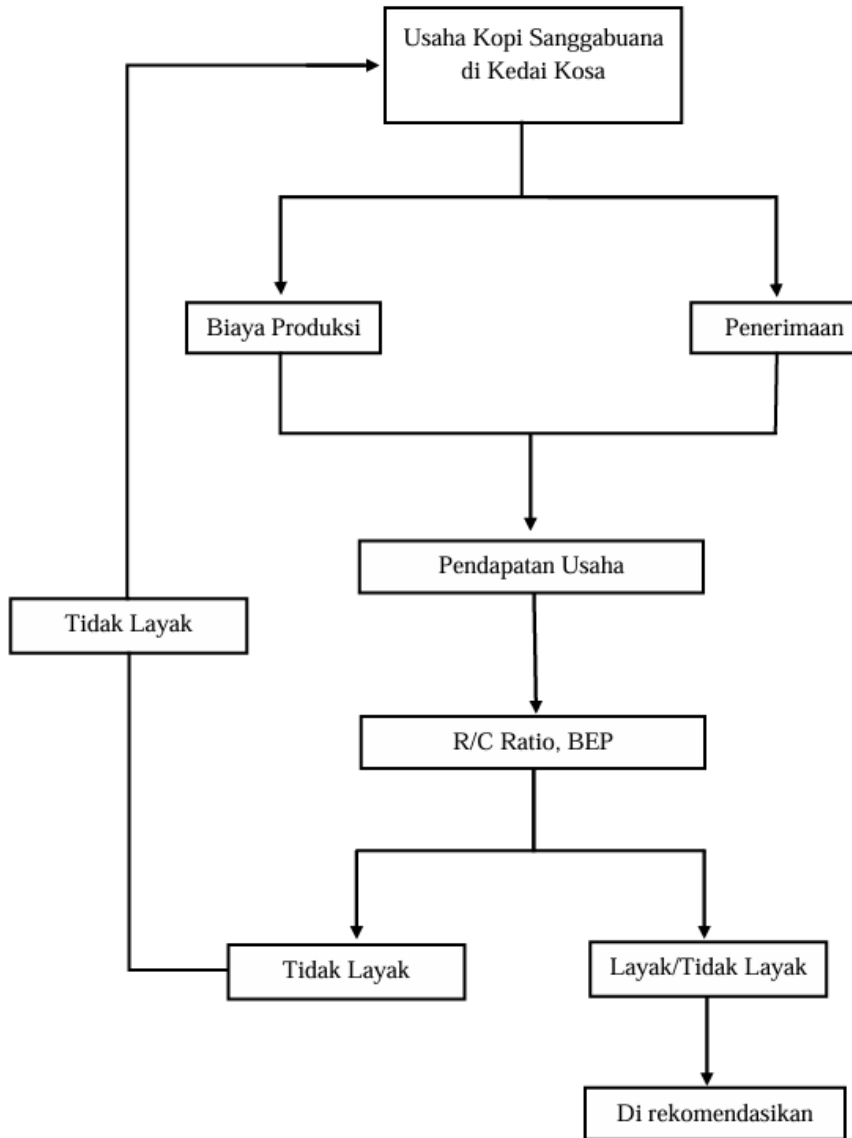 Usaha Kopi Sanggabuana
di Kedai Kosa
Biaya Produksi
Penerimaan
Pendapatan Usaha
Tidak Layak
R/C Ratio, BEP
Tidak Layak
Layak/Tidak Layak
Di rekomendasikan